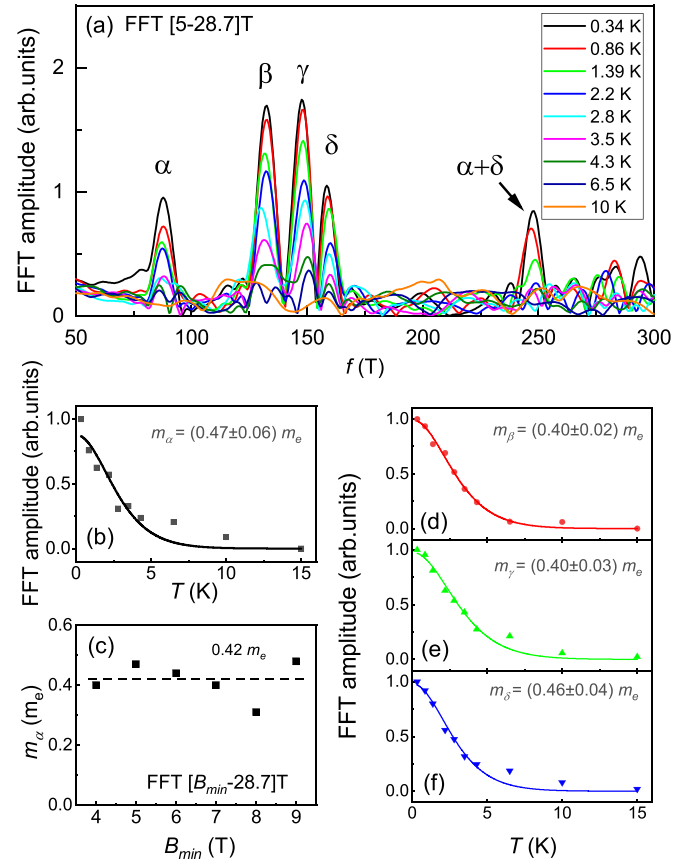 (a) FFT [5-28.7]T
0.34 K
0.86 K
1.39 K
2.2 K
2.8 K
3.5 K
4.3 K
6.5 K
10 K
α
β
γ
δ
α+δ
FFT amplitude (arb.units)
0
1
2
50 100 150 200 250 300
f (T)
FFT amplitude (arb.units)
1.0
0.5
0.0
mα = (0.47±0.06) me
(b)
0 5 10 15
T (K)
mα (me)
0.6
0.4
0.2
0.0
(c)
0.42 me
FFT [Bmin-28.7]T
4 5 6 7 8 9
Bmin (T)
FFT amplitude (arb.units)
1.0
0.5
0.0
mβ = (0.40±0.02) me
(d)
1.0
0.5
0.0
mγ = (0.40±0.03) me
(e)
1.0
0.5
0.0
mδ = (0.46±0.04) me
(f)
0 5 10 15
T (K)